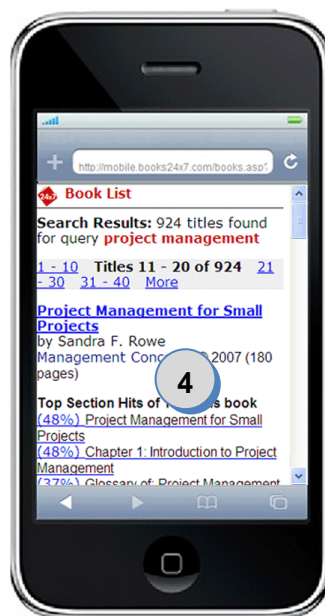 http://mobile.books24x7.com/books.asp?
24x7 Book List
Search Results: 924 titles found
for query project management
1 - 10 Titles 11 - 20 of 924 21
- 30 31 - 40 More
Project Management for Small
Projects
by Sandra F. Rowe
Management © 2007 (180
pages)
4
Top Section Hits of book
(48%) Project Management for Small
Projects
(48%) Chapter 1: Introduction to Project
Management
(37%) Glossary of: Project Management